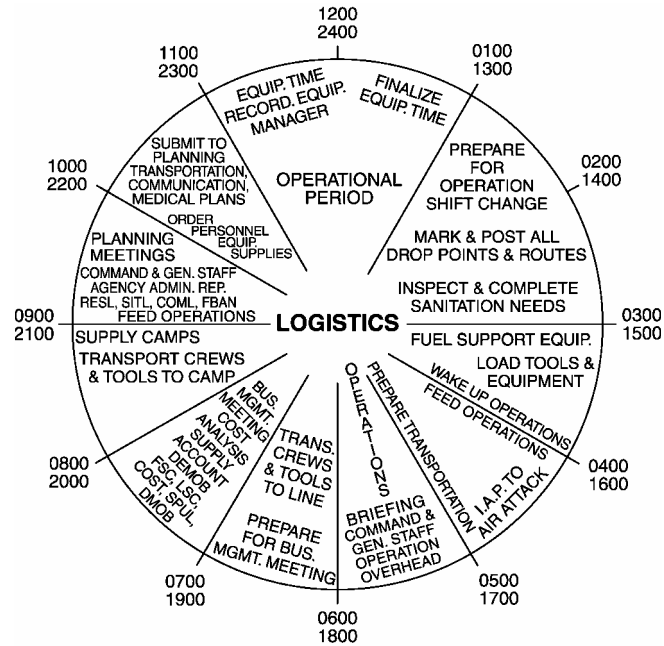 1200
2400
0100
1300
0200
1400
0300
1500
0400
1600
0500
1700
0600
1800
0700
1900
0800
2000
0900
2100
1000
2200
1100
2300
LOGISTICS
EQUIP. TIME
RECORD. EQUIP.
MANAGER
FINALIZE
EQUIP. TIME
OPERATIONAL
PERIOD
PREPARE
FOR
OPERATION
SHIFT CHANGE
MARK & POST ALL
DROP POINTS & ROUTES
INSPECT & COMPLETE
SANITATION NEEDS
FUEL SUPPORT EQUIP.
LOAD TOOLS &
EQUIPMENT
WAKE UP OPERATIONS
FEED OPERATIONS
I.A.P. TO
AIR ATTACK
PREPARE TRANSPORTATION
OPERATIONS
BRIEFING
COMMAND &
GEN. STAFF
OPERATION
OVERHEAD
TRANS.
CREWS
& TOOLS
TO LINE
PREPARE
FOR BUS.
MGMT. MEETING
BUS.
MGMT.
MEETING
COST
ANALYSIS
SUPPLY
ACCOUNT
DEMOB
FSC, LSC,
COST, SPUL,
DMOB
SUPPLY CAMPS
TRANSPORT CREWS
& TOOLS TO CAMP
PLANNING
MEETINGS
COMMAND & GEN. STAFF
AGENCY ADMIN. REP.
RESL, SITL, COML, FBAN
FEED OPERATIONS
SUBMIT TO
PLANNING
TRANSPORTATION,
COMMUNICATION,
MEDICAL PLANS
ORDER
PERSONNEL
EQUIP.
SUPPLIES